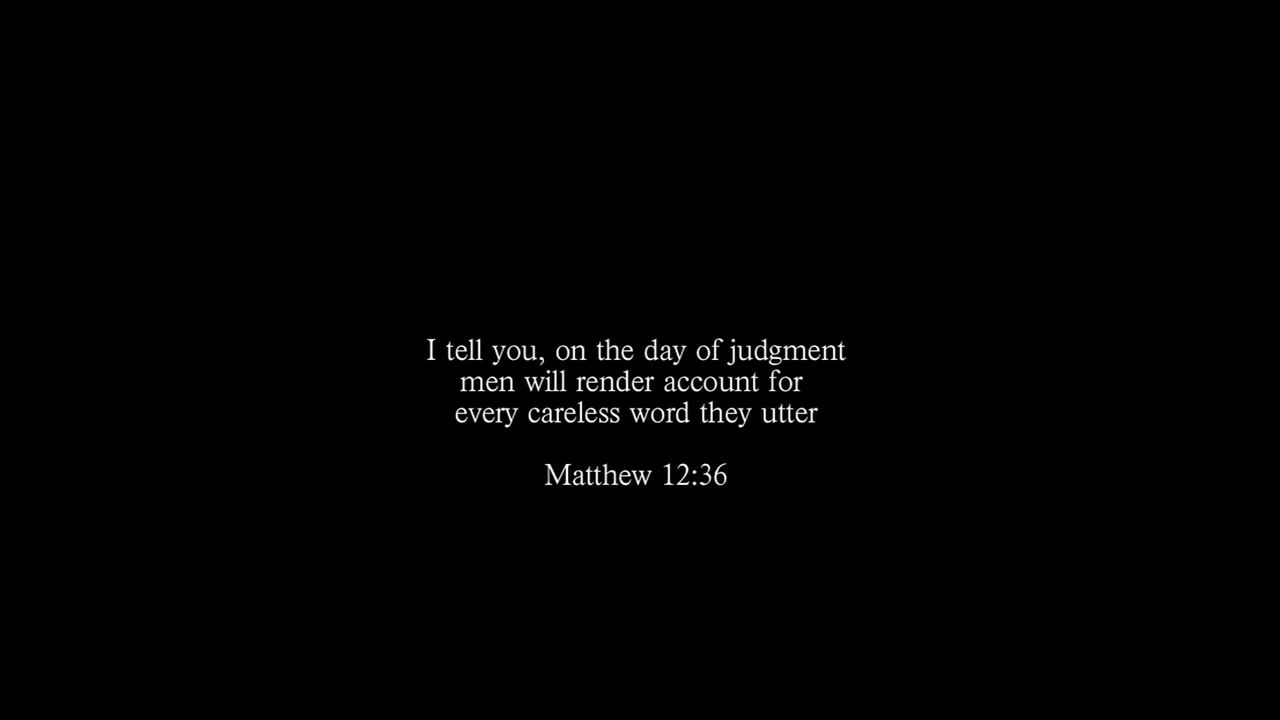 I tell you, on the day of judgment
men will render account for
every careless word they utter
Matthew 12:36